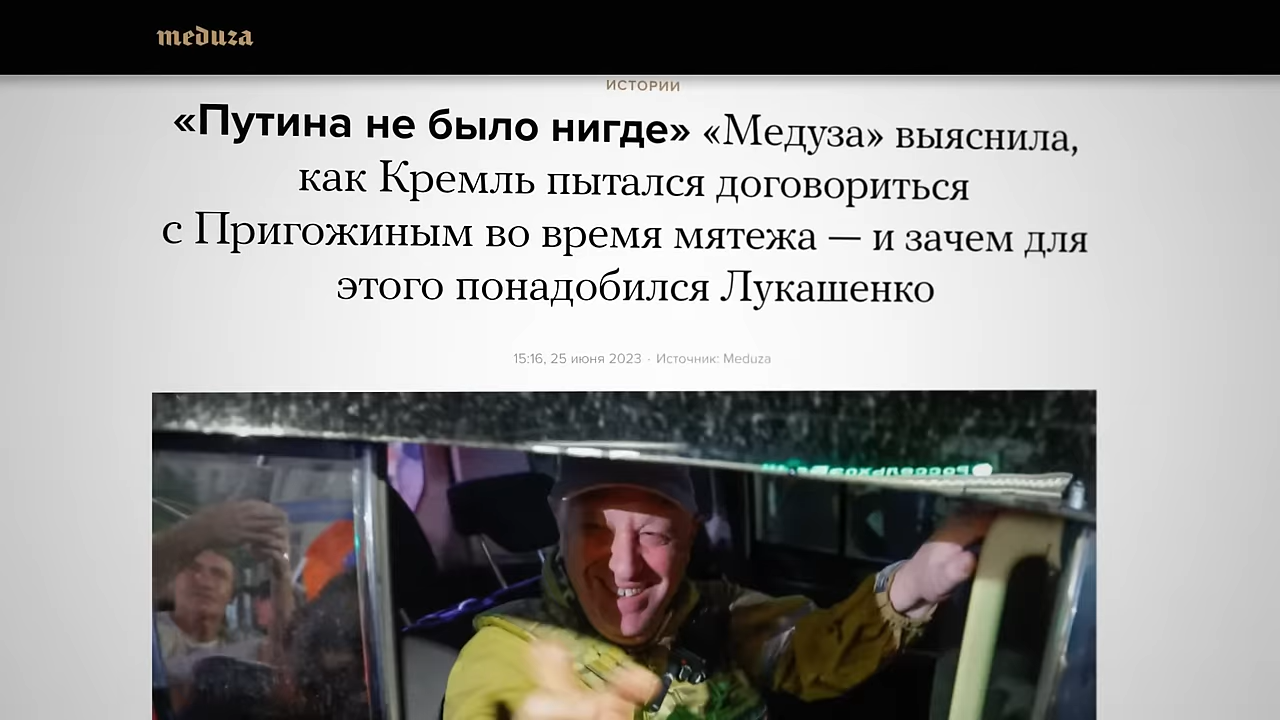 meduza
ИСТОРИИ
«Путина не было нигде» «Медуза» выяснила,
как Кремль пытался договориться
с Пригожиным во время мятежа — и зачем для
этого понадобился Лукашенко
15:16, 25 июня 2023 · Источник: Meduza